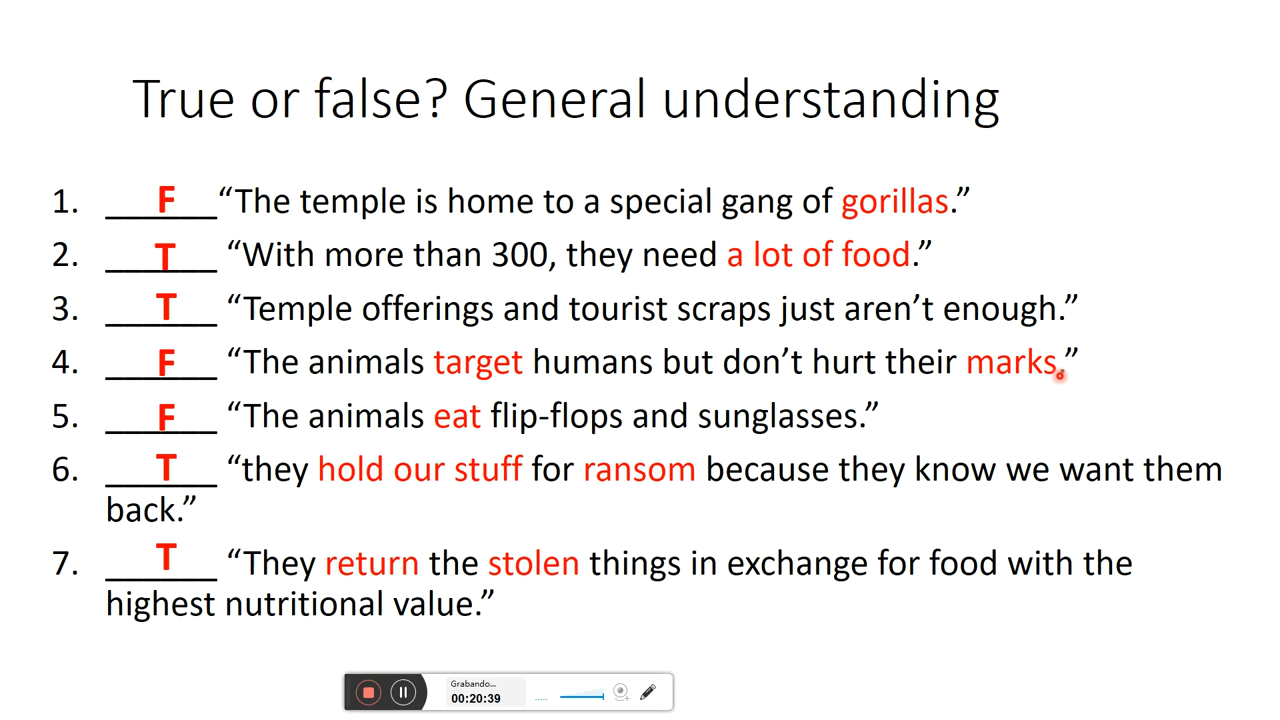 True or false? General understanding
1. ______F______ “The temple is home to a special gang of gorillas.”
2. ______T______ “With more than 300, they need a lot of food.”
3. ______T______ “Temple offerings and tourist scraps just aren’t enough.”
4. ______F______ “The animals target humans but don’t hurt their marks.”
5. ______F______ “The animals eat flip-flops and sunglasses.”
6. ______T______ “they hold our stuff for ransom because they know we want them
back.”
7. ______T______ “They return the stolen things in exchange for food with the
highest nutritional value.”
Grabando...
00:20:39